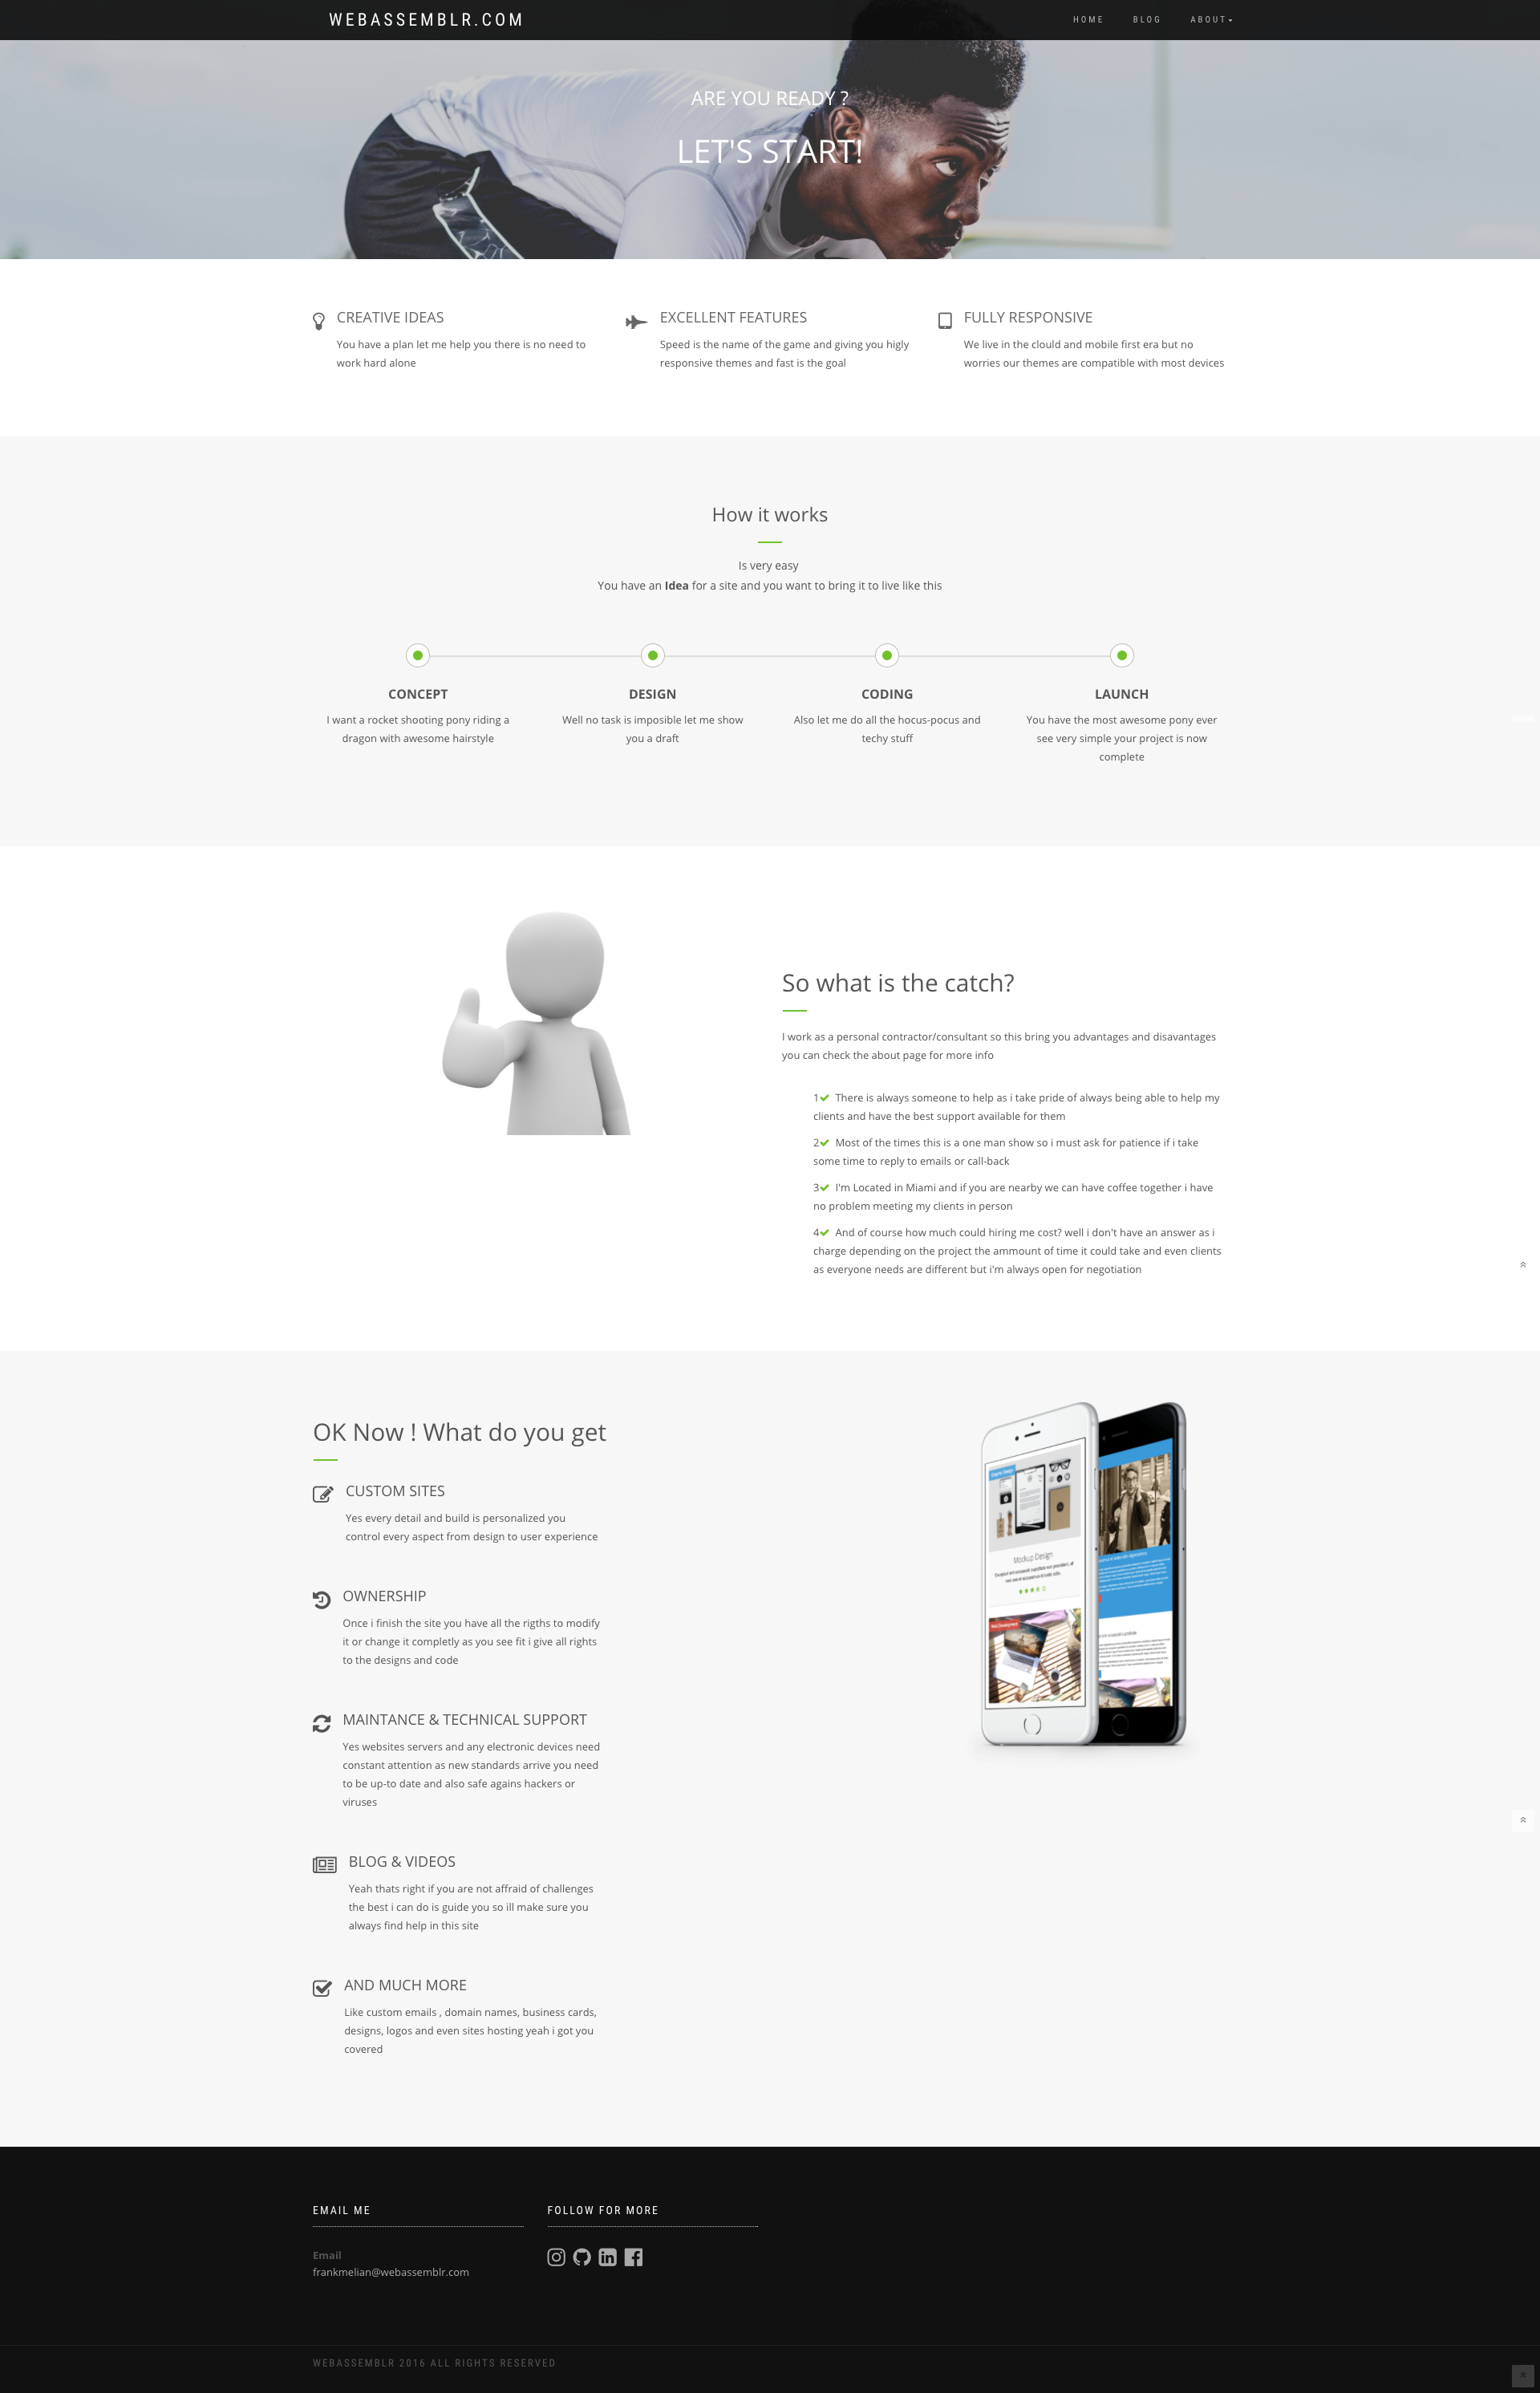 WEBASSEMBLR.COM
HOME BLOG ABOUT
ARE YOU READY ?
LET'S START!
CREATIVE IDEAS
You have a plan let me help you there is no need to
work hard alone
EXCELLENT FEATURES
Speed is the name of the game and giving you higly
responsive themes and fast is the goal
FULLY RESPONSIVE
We live in the clould and mobile first era but no
worries our themes are compatible with most devices
How it works
Is very easy
You have an Idea for a site and you want to bring it to live like this
CONCEPT
I want a rocket shooting pony riding a
dragon with awesome hairstyle
DESIGN
Well no task is imposible let me show
you a draft
CODING
Also let me do all the hocus-pocus and
techy stuff
LAUNCH
You have the most awesome pony ever
see very simple your project is now
complete
So what is the catch?
I work as a personal contractor/consultant so this bring you advantages and disavantages
you can check the about page for more info
1 There is always someone to help as i take pride of always being able to help my
clients and have the best support available for them
2 Most of the times this is a one man show so i must ask for patience if i take
some time to reply to emails or call-back
3 I'm Located in Miami and if you are nearby we can have coffee together i have
no problem meeting my clients in person
4 And of course how much could hiring me cost? well i don't have an answer as i
charge depending on the project the ammount of time it could take and even clients
as everyone needs are different but i'm always open for negotiation
OK Now ! What do you get
CUSTOM SITES
Yes every detail and build is personalized you
control every aspect from design to user experience
OWNERSHIP
Once i finish the site you have all the rigths to modify
it or change it completly as you see fit i give all rights
to the designs and code
MAINTANCE & TECHNICAL SUPPORT
Yes websites servers and any electronic devices need
constant attention as new standards arrive you need
to be up-to date and also safe agains hackers or
viruses
BLOG & VIDEOS
Yeah thats right if you are not affraid of challenges
the best i can do is guide you so ill make sure you
always find help in this site
AND MUCH MORE
Like custom emails , domain names, business cards,
designs, logos and even sites hosting yeah i got you
covered
Mockup Design
EMAIL ME
Email
frankmelian@webassemblr.com
FOLLOW FOR MORE
WEBASSEMBLR 2016 ALL RIGHTS RESERVED